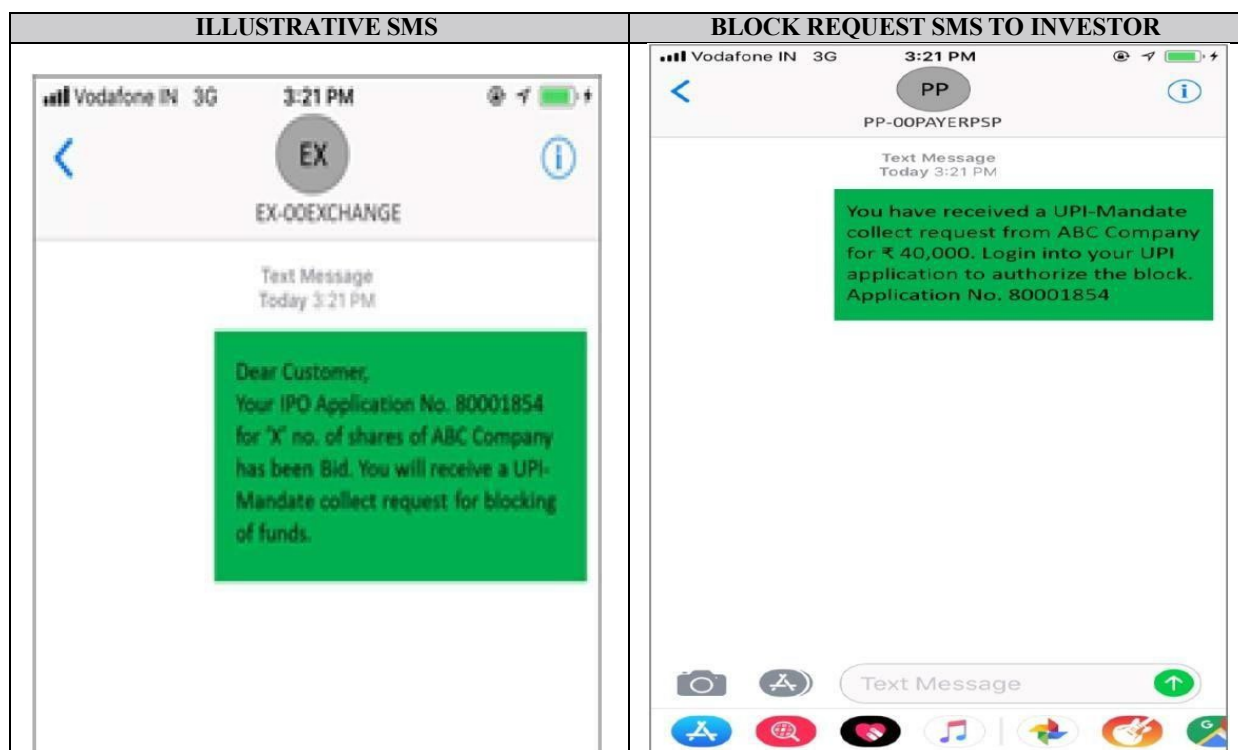 ILLUSTRATIVE SMS
Vodafone IN 3G 3:21 PM
EX
EX-00EXCHANGE
Text Message
Today 3:21 PM
Dear Customer,
Your IPO Application No. 80001854
for 'X' no. of shares of ABC Company
has been Bid. You will receive a UPI-
Mandate collect request for blocking
of funds.
BLOCK REQUEST SMS TO INVESTOR
Vodafone IN 3G 3:21 PM
PP
PP-00PAYERPSP
Text Message
Today 3:21 PM
You have received a UPI-Mandate
collect request from ABC Company
for ₹ 40,000. Login into your UPI
application to authorize the block.
Application No. 80001854
Text Message
G